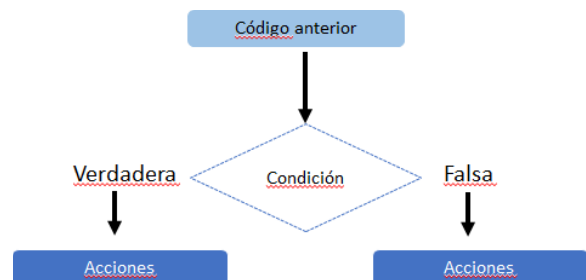 Código anterior
Verdadera
Condición
Falsa
Acciones
Acciones